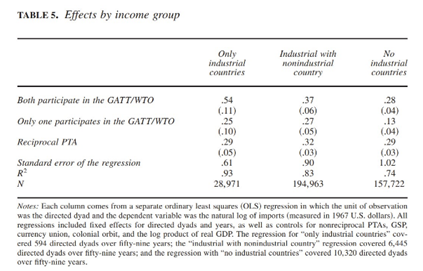 TABLE 5. Effects by income group
Only industrial countries Industrial with nonindustrial country No industrial countries
Both participate in the GATT/WTO .54 .37 .28
(.11) (.06) (.04)
Only one participates in the GATT/WTO .25 .27 .13
(.10) (.05) (.04)
Reciprocal PTA .29 .32 .29
(.05) (.03) (.03)
Standard error of the regression .61 .90 1.02
R² .93 .83 .74
N 28,971 194,963 157,722
Notes: Each column comes from a separate ordinary least squares (OLS) regression in which the unit of observation
was the directed dyad and the dependent variable was the natural log of imports (measured in 1967 U.S. dollars). All
regressions included fixed effects for directed dyads and years, as well as controls for nonreciprocal PTAs, GSP,
currency union, colonial orbit, and the log product of real GDP. The regression for “only industrial countries” cov-
ered 594 directed dyads over fifty-nine years; the “industrial with nonindustrial country” regression covered 6,445
directed dyads over fifty-nine years; and the regression with “no industrial countries” covered 10,320 directed dyads
over fifty-nine years.